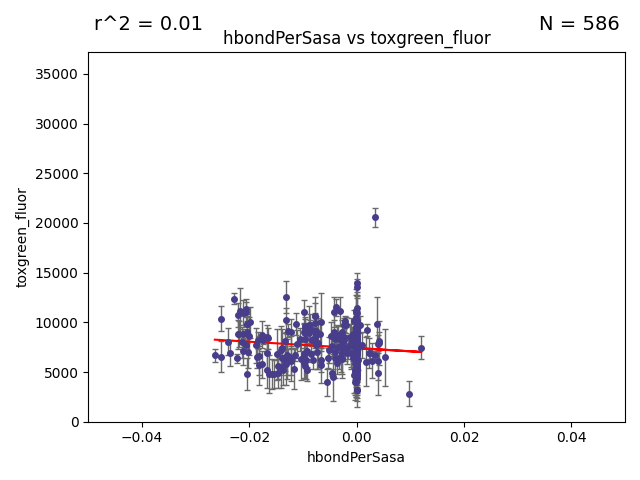 r^2 = 0.01
N = 586
hbondPerSasa vs toxgreen_fluor
35000
30000
25000
20000
15000
10000
5000
0
toxgreen_fluor
−0.04
−0.02
0.00
0.02
0.04
hbondPerSasa